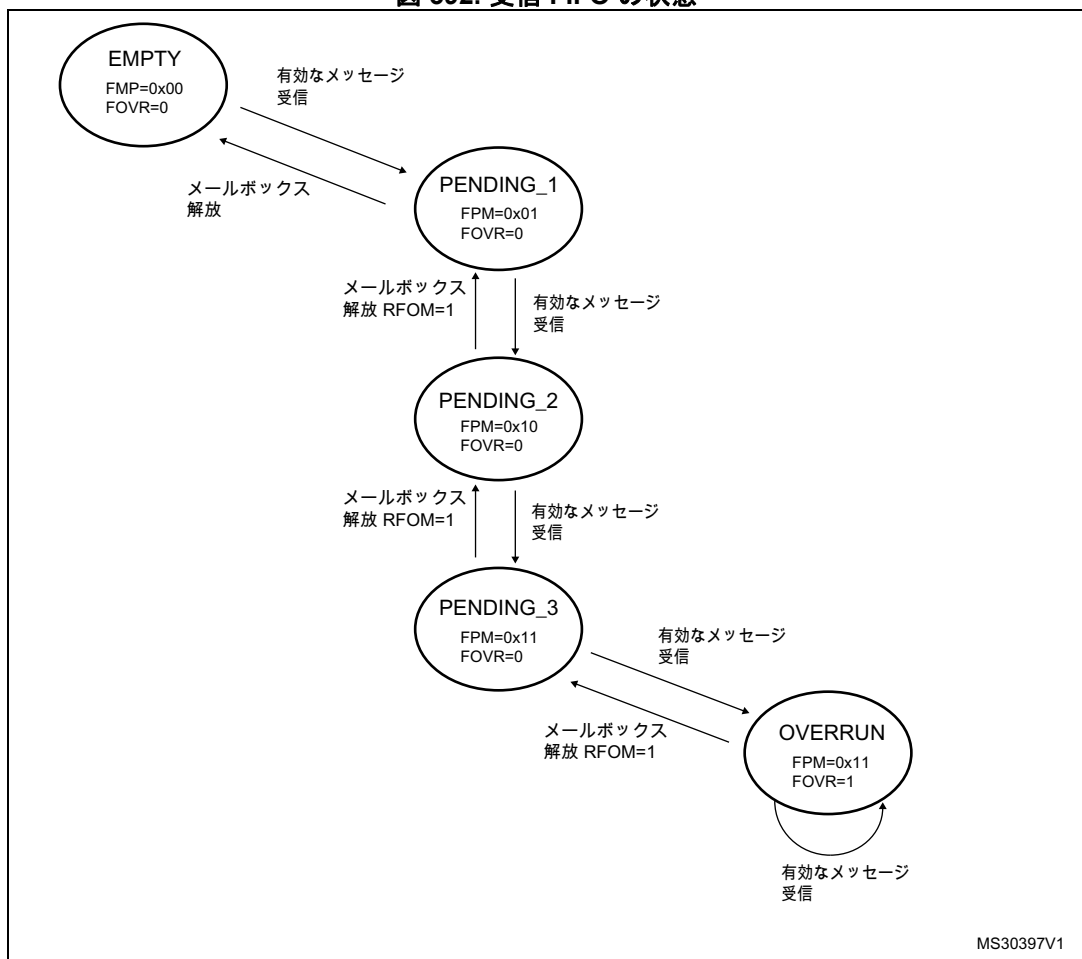 EMPTY
FMP=0x00
FOVR=0
有効なメッセージ
受信
メールボックス
解放
PENDING_1
FPM=0x01
FOVR=0
メールボックス
解放 RFOM=1
有効なメッセージ
受信
PENDING_2
FPM=0x10
FOVR=0
メールボックス
解放 RFOM=1
有効なメッセージ
受信
PENDING_3
FPM=0x11
FOVR=0
有効なメッセージ
受信
メールボックス
解放 RFOM=1
OVERRUN
FPM=0x11
FOVR=1
有効なメッセージ
受信
MS30397V1